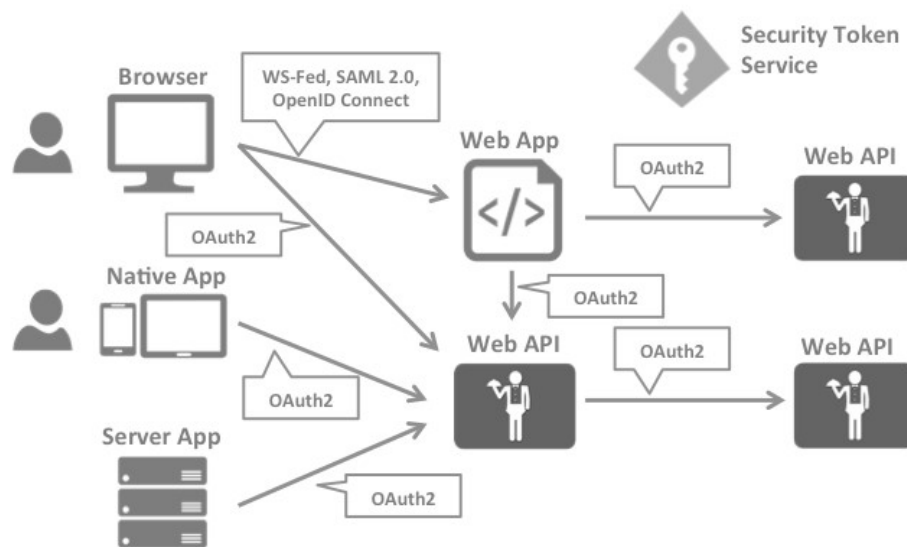 Security Token
Service
Browser
WS-Fed, SAML 2.0,
OpenID Connect
Web App
OAuth2
Web API
OAuth2
Native App
OAuth2
Web API
OAuth2
Web API
OAuth2
Server App
OAuth2